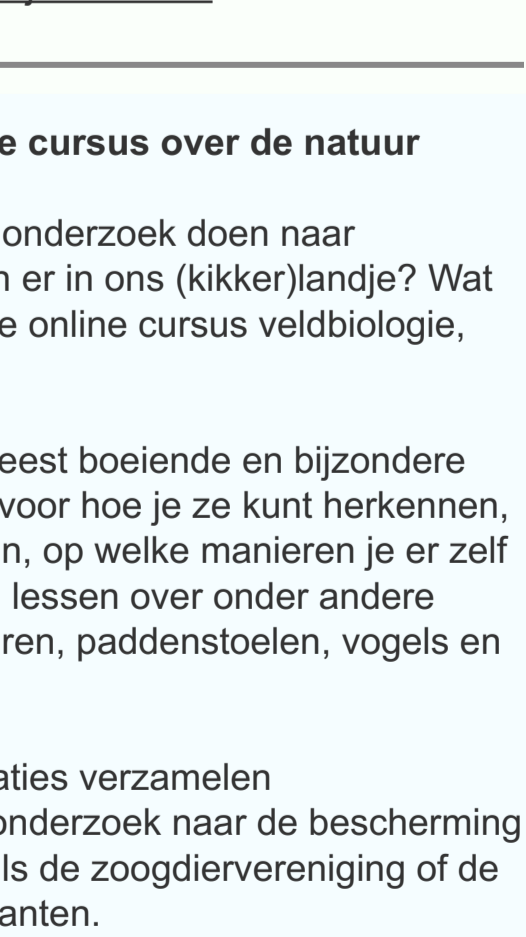 e cursus over de natuur
onderzoek doen naar
n er in ons (kikker)landje? Wat
e online cursus veldbiologie,
eest boeiende en bijzondere
voor hoe je ze kunt herkennen,
n, op welke manieren je er zelf
lessen over onder andere
ren, paddenstoelen, vogels en
aties verzamelen
onderzoek naar de bescherming
ls de zoogdiervereniging of de
anten.